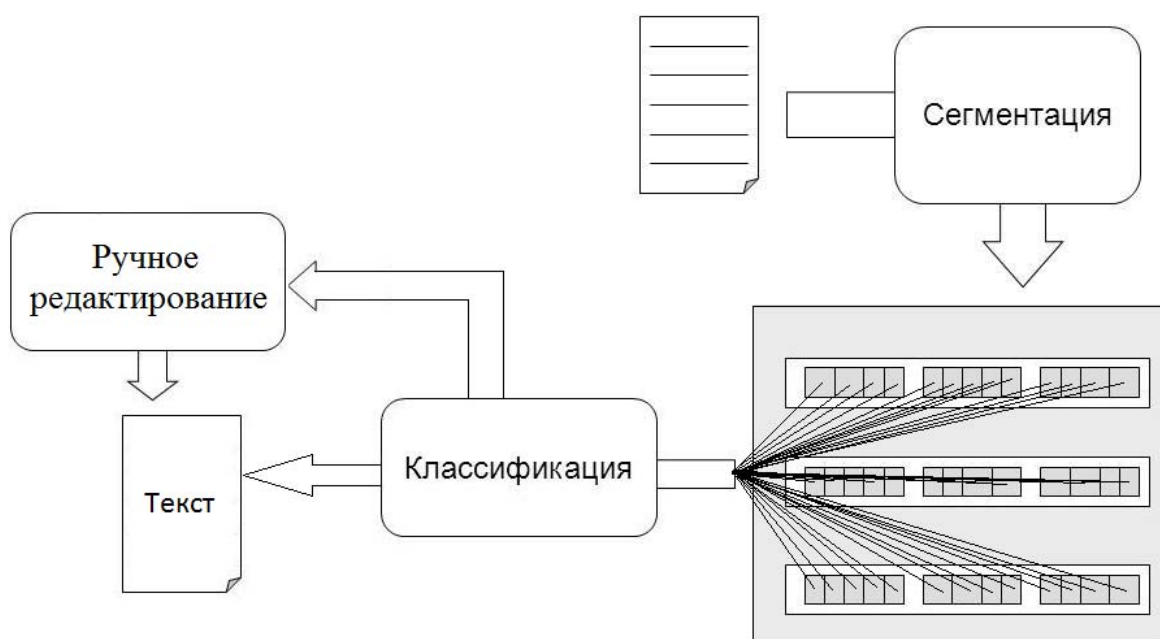 Сегментация
Ручное
редактирование
Классификация
Текст